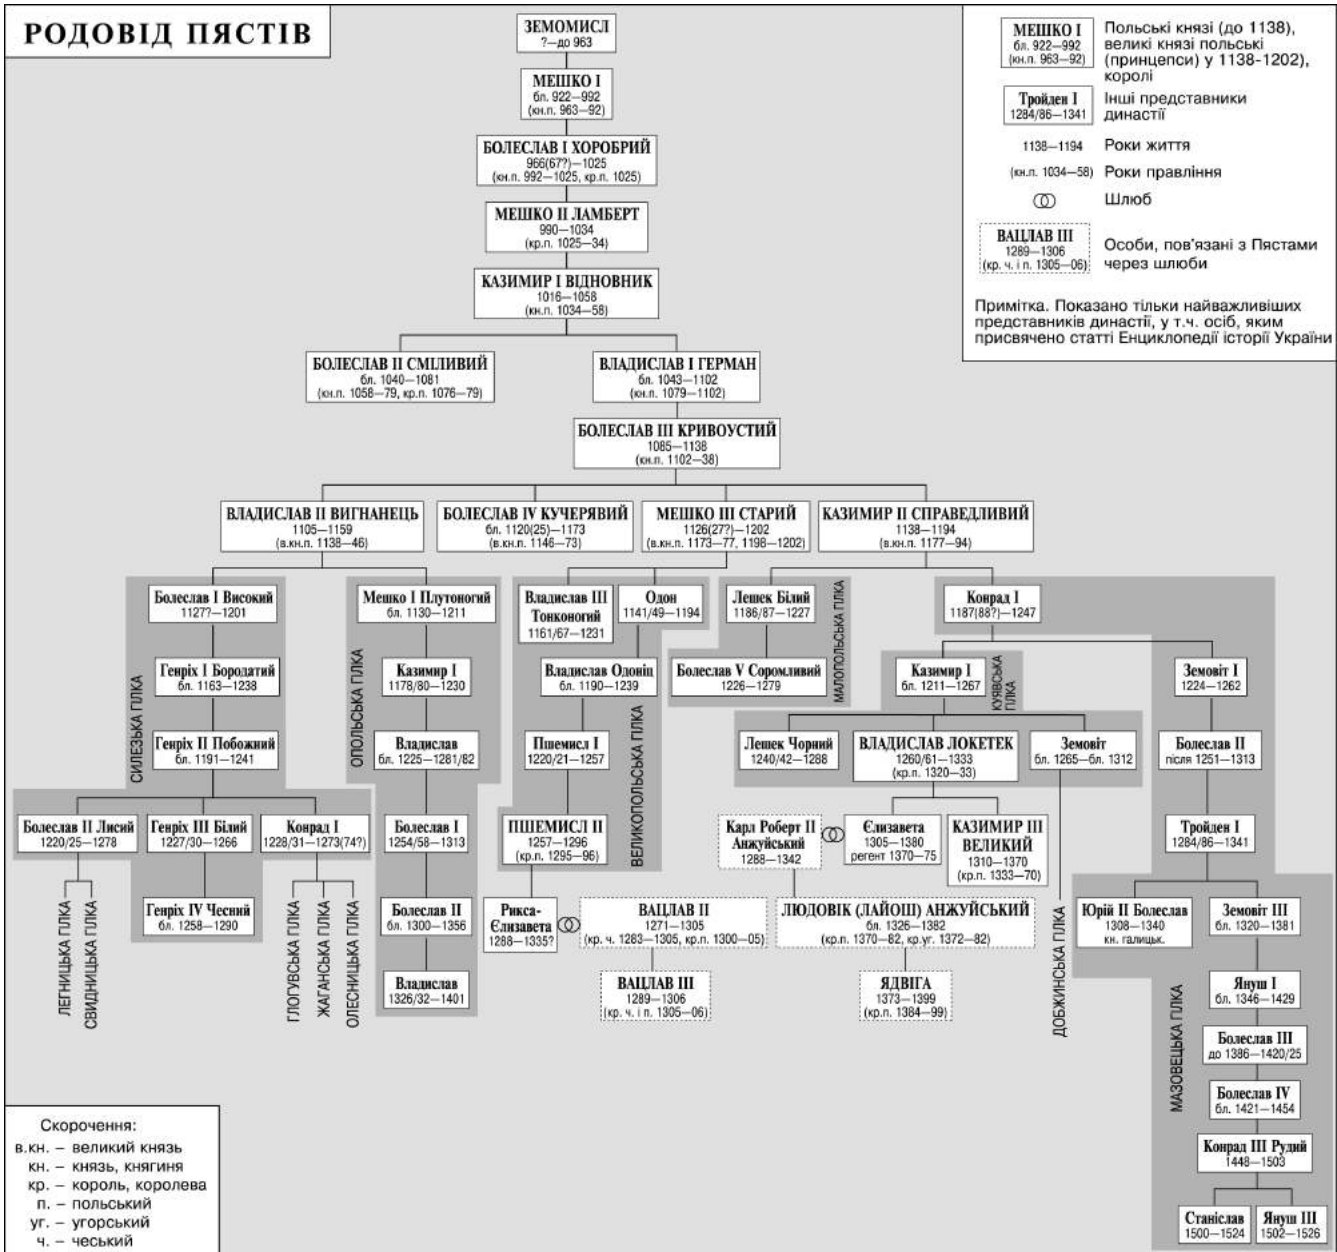 РОДОВІД ПЯСТІВ
ЗЕМОМИСЛ
?—до 963
МЕШКО І
бл. 922—992
(кн.п. 963—92)
БОЛЕСЛАВ І ХОРОБРИЙ
966(67?)—1025
(кн.п. 992—1025, кр.п. 1025)
МЕШКО ІІ ЛАМБЕРТ
990—1034
(кр.п. 1025—34)
КАЗИМИР І ВІДНОВНИК
1016—1058
(кн.п. 1034—58)
МЕШКО І
бл. 922—992
(кн.п. 963—92)
Польські князі (до 1138),
великі князі польські
(принцепси) у 1138-1202),
королі
Тройден І
1284/86—1341
Інші представники
династії
1138—1194
Роки життя
(кн.п. 1034—58)
Роки правління
Шлюб
ВАЦЛАВ ІІІ
1289—1306
(кр. ч. і п. 1305—06)
Особи, пов'язані з Пястами
через шлюби
Примітка. Показано тільки найважливіших
представників династії, у т.ч. осіб, яким
присвячено статті Енциклопедії історії України
БОЛЕСЛАВ ІІ СМІЛИВИЙ
бл. 1040—1081
(кн.п. 1058—79, кр.п. 1076—79)
ВЛАДИСЛАВ І ГЕРМАН
бл. 1043—1102
(кн.п. 1079—1102)
БОЛЕСЛАВ ІІІ КРИВОУСТИЙ
1085—1138
(кн.п. 1102—38)
ВЛАДИСЛАВ ІІ ВИГНАНЕЦЬ
1105—1159
(в.кн.п. 1138—46)
БОЛЕСЛАВ IV КУЧЕРЯВИЙ
бл. 1120(25)—1173
(в.кн.п. 1146—73)
МЕШКО ІІІ СТАРИЙ
1126(27?)—1202
(в.кн.п. 1173—77, 1198—1202)
КАЗИМИР ІІ СПРАВЕДЛИВИЙ
1138—1194
(в.кн.п. 1177—94)
Болеслав І Високий
1127?—1201
Мешко І Плутоногий
бл. 1130—1211
Владислав ІІІ
Тонконогий
1161/67—1231
Одон
1141/49—1194
Лешек Білий
1186/87—1227
Конрад І
1187(88?)—1247
Генріх І Бородатий
бл. 1163—1238
Казимир І
1178/80—1230
Владислав Одоніц
бл. 1190—1239
Болеслав V Соромливий
1226—1279
Казимир І
бл. 1211—1267
Земовіт І
1224—1262
СИЛЕЗЬКА ГІЛКА
ОПОЛЬСЬКА ГІЛКА
ВЕЛИКОПОЛЬСЬКА ГІЛКА
МАЛОПОЛЬСЬКА ГІЛКА
КУЯВСЬКА
ГІЛКА
Генріх ІІ Побожний
бл. 1191—1241
Владислав
бл. 1225—1281/82
Пшемисл І
1220/21—1257
Лешек Чорний
1240/42—1288
ВЛАДИСЛАВ ЛОКЕТЕК
1260/61—1333
(кр.п. 1320—33)
Земовіт
бл. 1265—бл. 1312
Болеслав ІІ
після 1251—1313
Болеслав ІІ Лисий
1220/25—1278
Генріх ІІІ Білий
1227/30—1266
Конрад І
1228/31—1273(74?)
Болеслав І
1254/58—1313
ПШЕМИСЛ ІІ
1257—1296
(кр.п. 1295—96)
Карл Роберт ІІ
Анжуйський
1288—1342
Єлизавета
1305—1380
регент 1370—75
КАЗИМИР ІІІ
ВЕЛИКИЙ
1310—1370
(кр.п. 1333—70)
Тройден І
1284/86—1341
Генріх IV Чесний
бл. 1258—1290
Болеслав ІІ
бл. 1300—1356
Рикса-
Єлизавета
1288—1335?
ВАЦЛАВ ІІ
1271—1305
(кр. ч. 1283—1305, кр.п. 1300—05)
ЛЮДОВІК (ЛАЙОШ) АНЖУЙСЬКИЙ
бл. 1326—1382
(кр.п. 1370—82, кр.уг. 1372—82)
Юрій ІІ Болеслав
1308—1340
кн. галицьк.
Земовіт ІІІ
бл. 1320—1381
ЛЕГНИЦЬКА ГІЛКА
СВИДНИЦЬКА ГІЛКА
ГЛОГУВСЬКА ГІЛКА
ЖАГАНСЬКА ГІЛКА
ОЛЕСНИЦЬКА ГІЛКА
Владислав
1326/32—1401
ВАЦЛАВ ІІІ
1289—1306
(кр. ч. і п. 1305—06)
ЯДВІГА
1373—1399
(кр.п. 1384—99)
ДОБЖИНСЬКА ГІЛКА
МАЗОВЕЦЬКА ГІЛКА
Януш І
бл. 1346—1429
Болеслав ІІІ
до 1386—1420/25
Болеслав IV
бл. 1421—1454
Конрад ІІІ Рудий
1448—1503
Станіслав
1500—1524
Януш ІІІ
1502—1526
Скорочення:
в.кн. – великий князь
кн. – князь, княгиня
кр. – король, королева
п. – польський
уг. – угорський
ч. – чеський